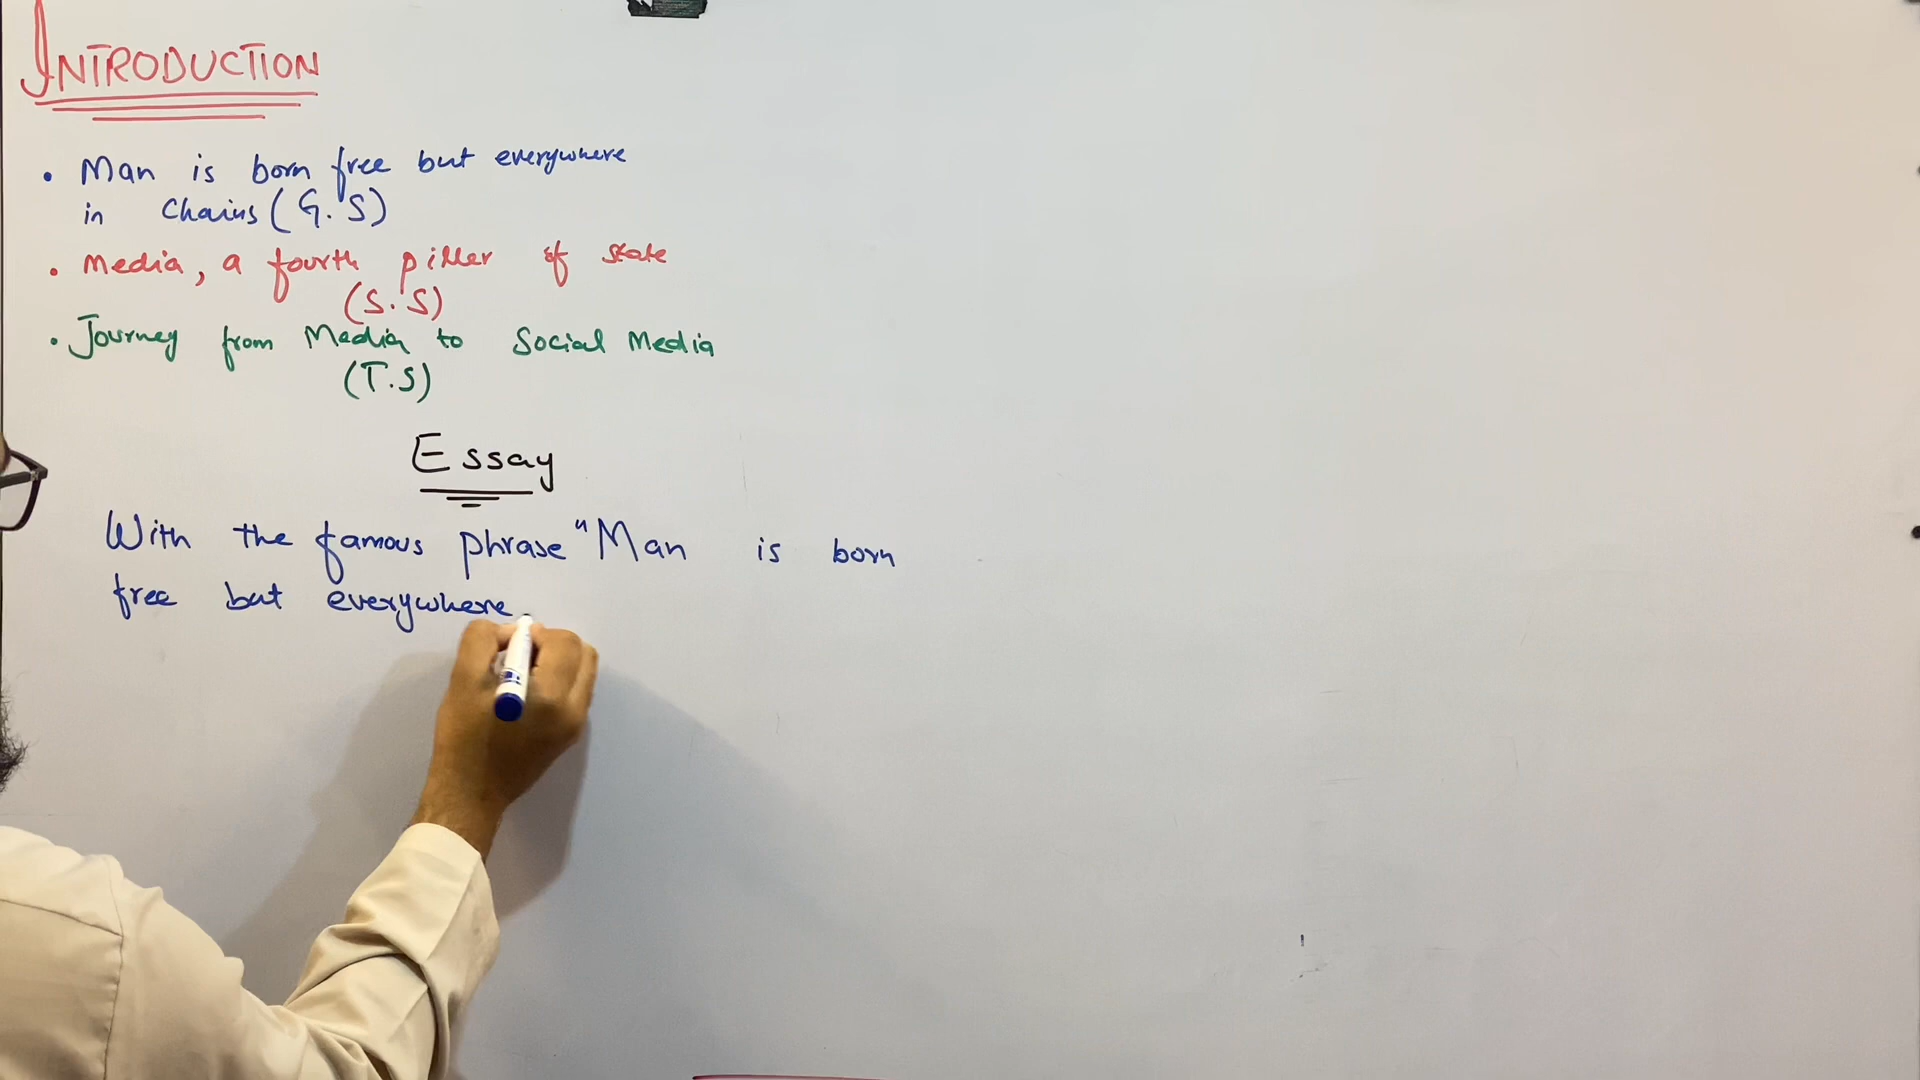 INTRODUCTION
• Man is born free but everywhere
in Chains (G.S)
• Media, a fourth piller of state
(S.S)
• Journey from Media to Social Media
(T.S)
Essay
With the famous phrase "Man is born
free but everywhere